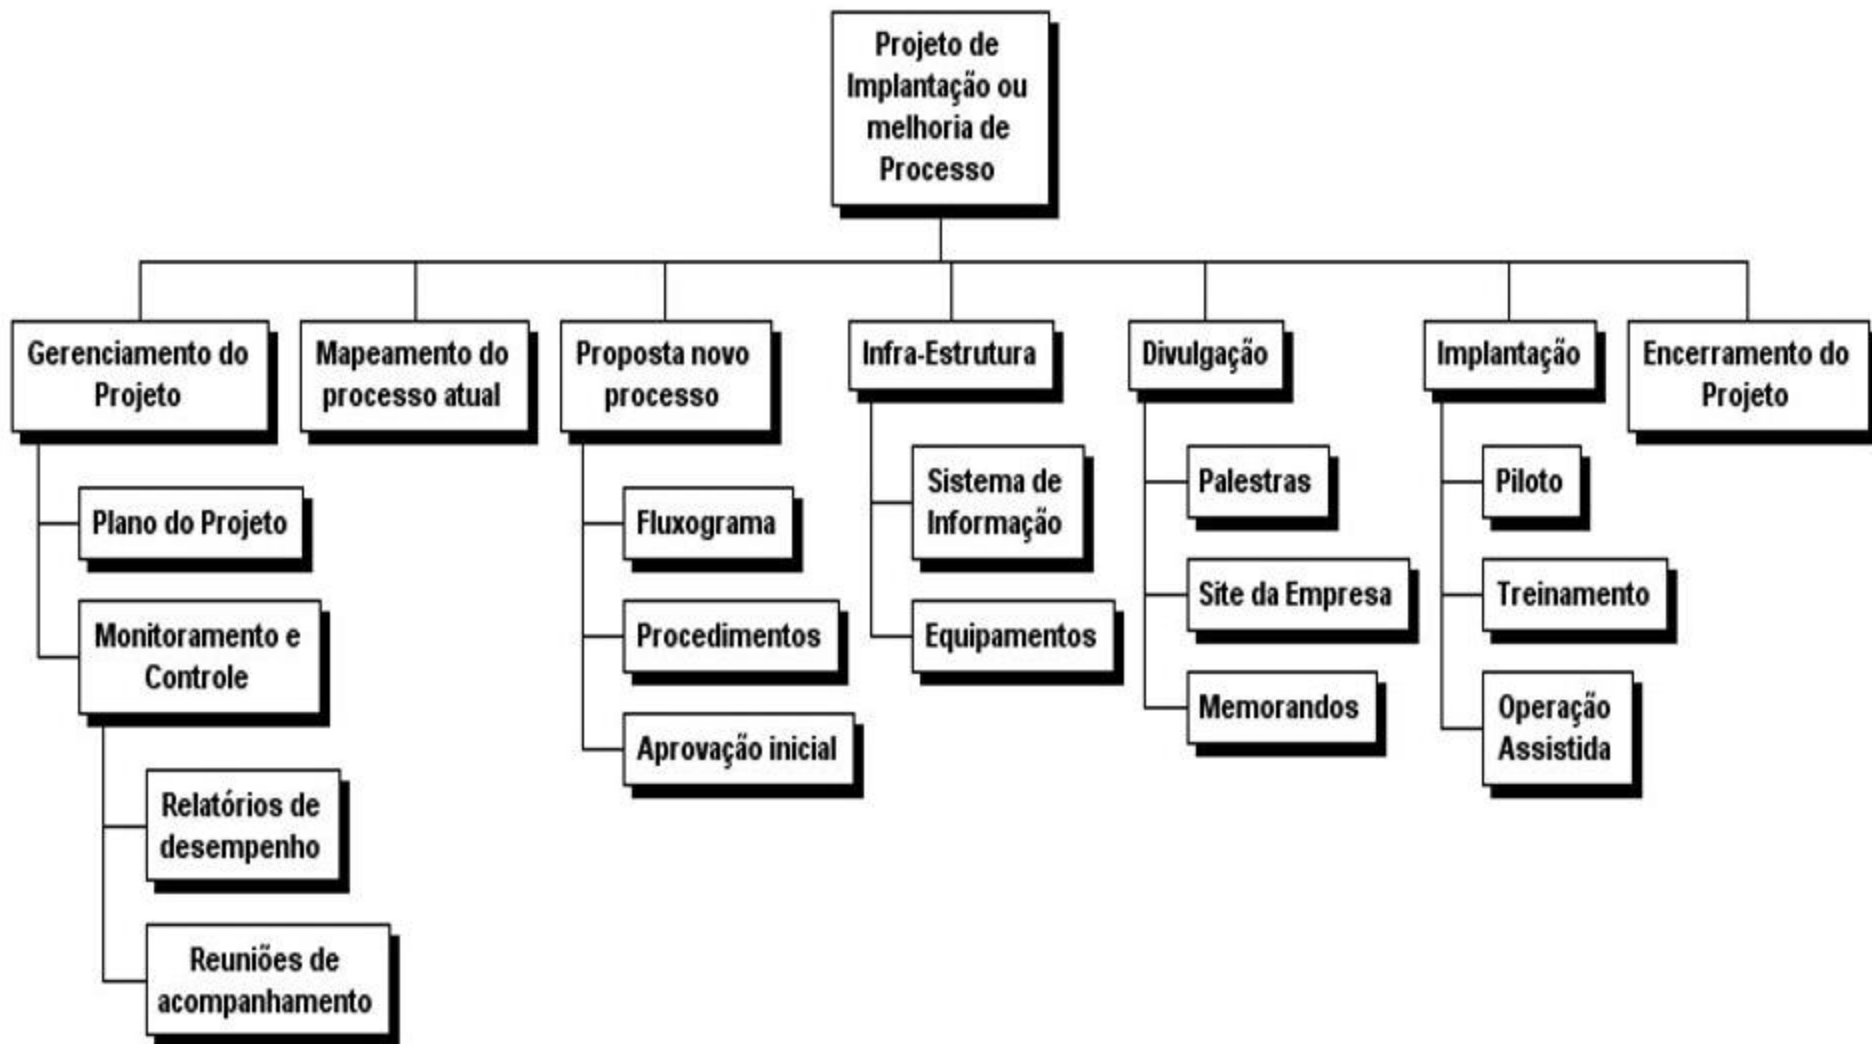 Projeto de
Implantação ou
melhoria de
Processo
Gerenciamento do
Projeto
Plano do Projeto
Monitoramento e
Controle
Relatórios de
desempenho
Reuniões de
acompanhamento
Mapeamento do
processo atual
Proposta novo
processo
Fluxograma
Procedimentos
Aprovação inicial
Infra-Estrutura
Sistema de
Informação
Equipamentos
Divulgação
Palestras
Site da Empresa
Memorandos
Implantação
Piloto
Treinamento
Operação
Assistida
Encerramento do
Projeto